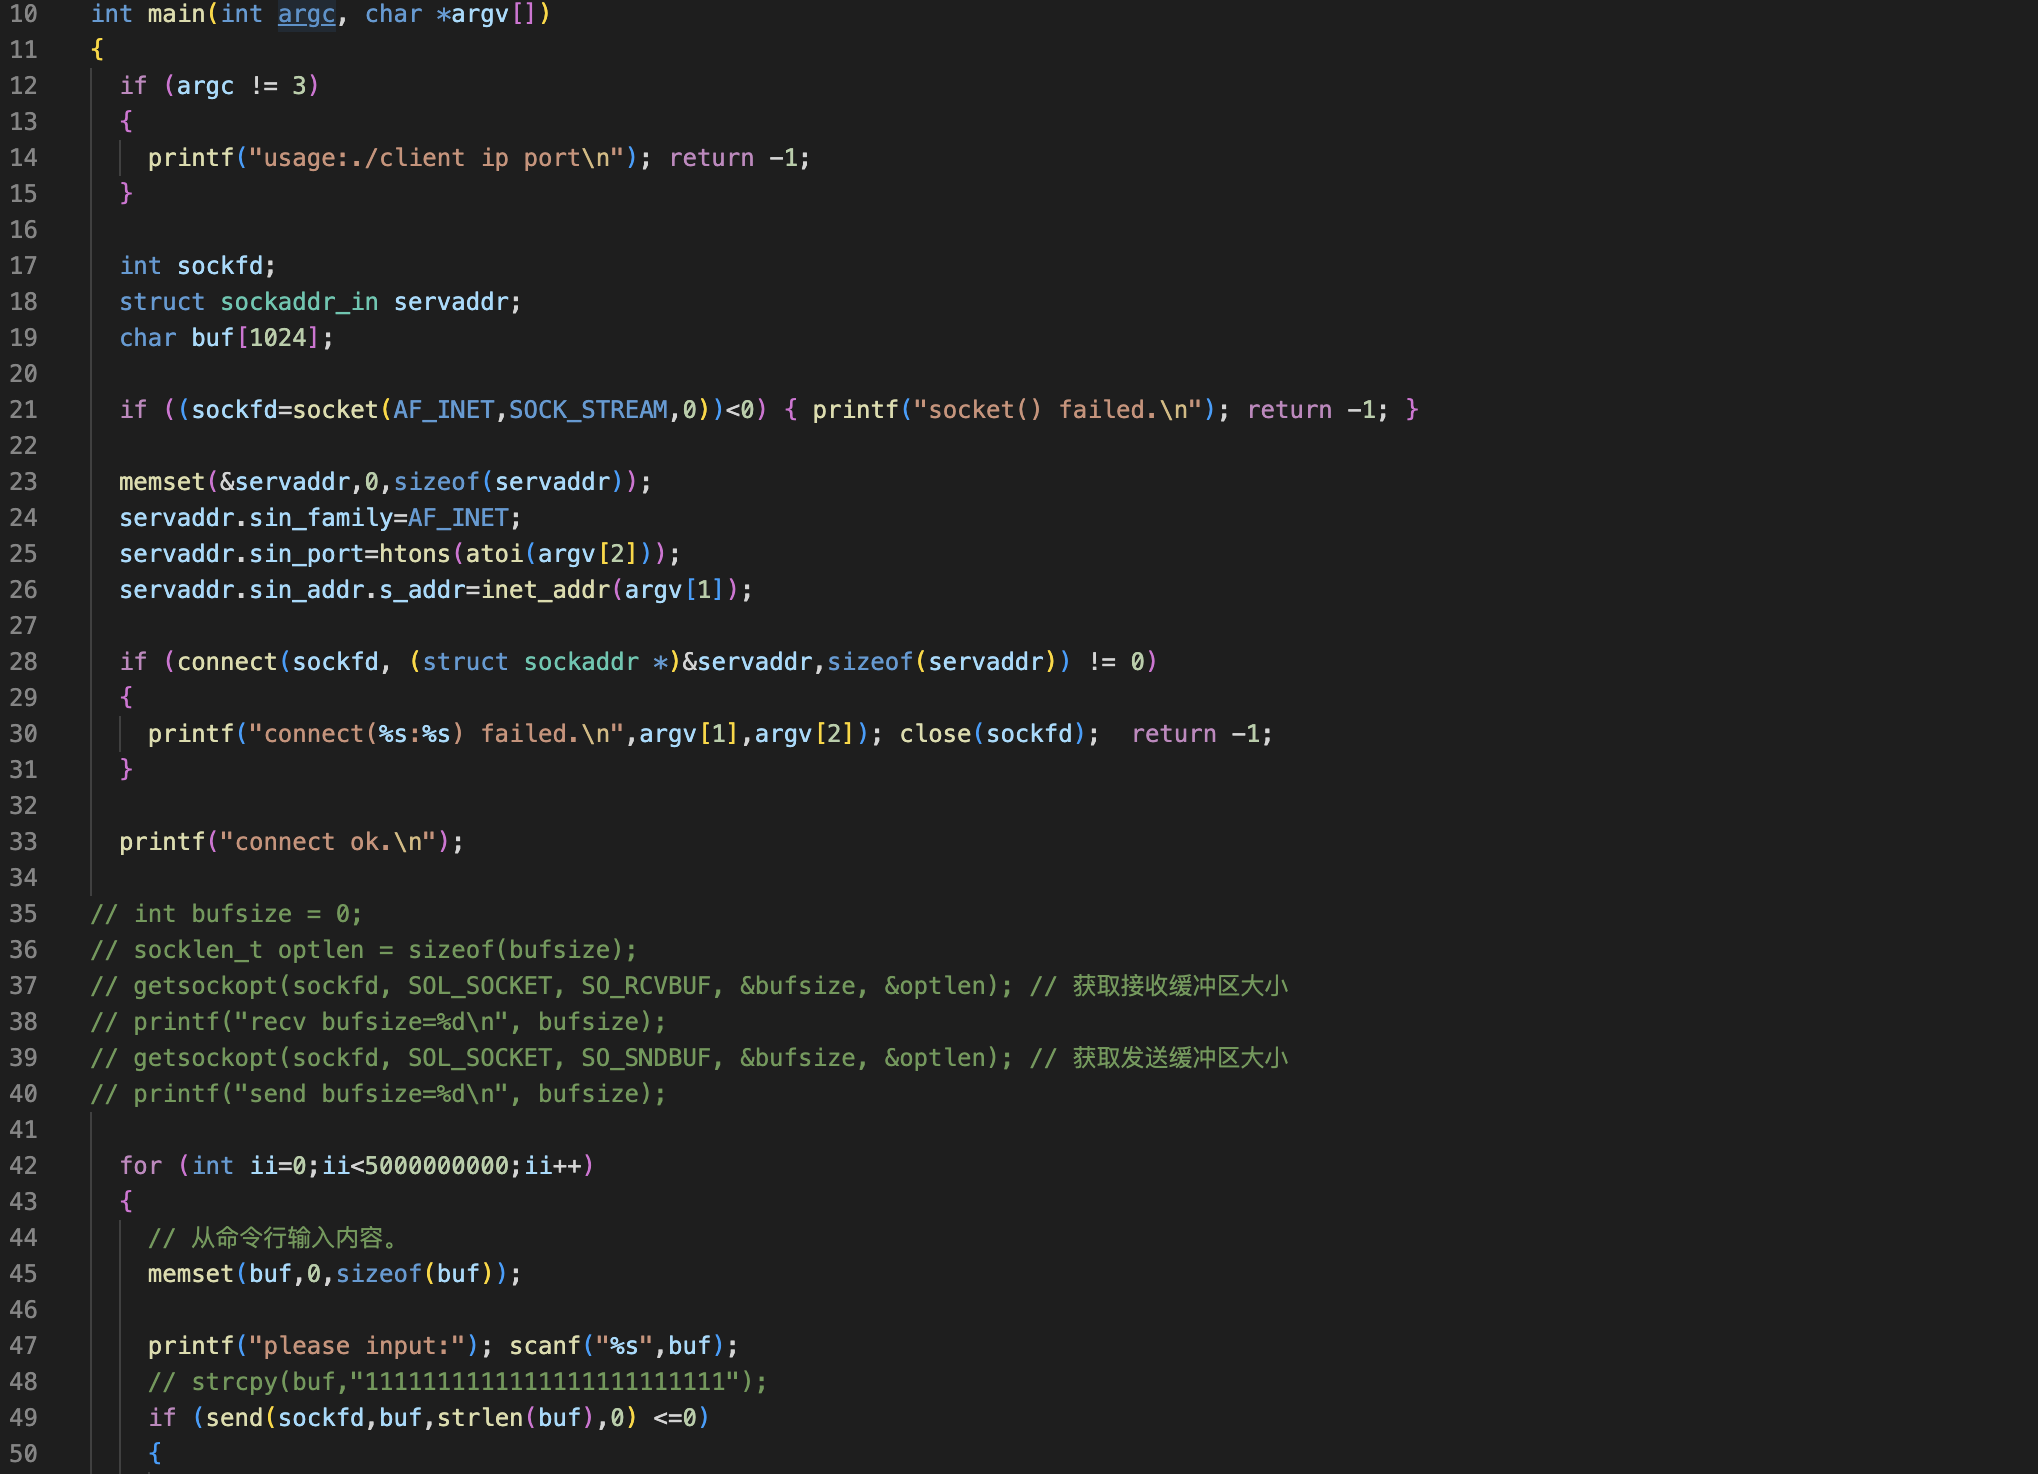 10 int main(int argc, char *argv[])
11 {
12 if (argc != 3)
13 {
14 printf("usage:./client ip port\n"); return -1;
15 }
16
17 int sockfd;
18 struct sockaddr_in servaddr;
19 char buf[1024];
20
21 if ((sockfd=socket(AF_INET,SOCK_STREAM,0))<0) { printf("socket() failed.\n"); return -1; }
22
23 memset(&servaddr,0,sizeof(servaddr));
24 servaddr.sin_family=AF_INET;
25 servaddr.sin_port=htons(atoi(argv[2]));
26 servaddr.sin_addr.s_addr=inet_addr(argv[1]);
27
28 if (connect(sockfd, (struct sockaddr *)&servaddr,sizeof(servaddr)) != 0)
29 {
30 printf("connect(%s:%s) failed.\n",argv[1],argv[2]); close(sockfd);  return -1;
31 }
32
33 printf("connect ok.\n");
34
35 // int bufsize = 0;
36 // socklen_t optlen = sizeof(bufsize);
37 // getsockopt(sockfd, SOL_SOCKET, SO_RCVBUF, &bufsize, &optlen); // 获取接收缓冲区大小
38 // printf("recv bufsize=%d\n", bufsize);
39 // getsockopt(sockfd, SOL_SOCKET, SO_SNDBUF, &bufsize, &optlen); // 获取发送缓冲区大小
40 // printf("send bufsize=%d\n", bufsize);
41
42 for (int ii=0;ii<5000000000;ii++)
43 {
44 // 从命令行输入内容。
45 memset(buf,0,sizeof(buf));
46
47 printf("please input:"); scanf("%s",buf);
48 // strcpy(buf,"1111111111111111111111111");
49 if (send(sockfd,buf,strlen(buf),0) <=0)
50 {